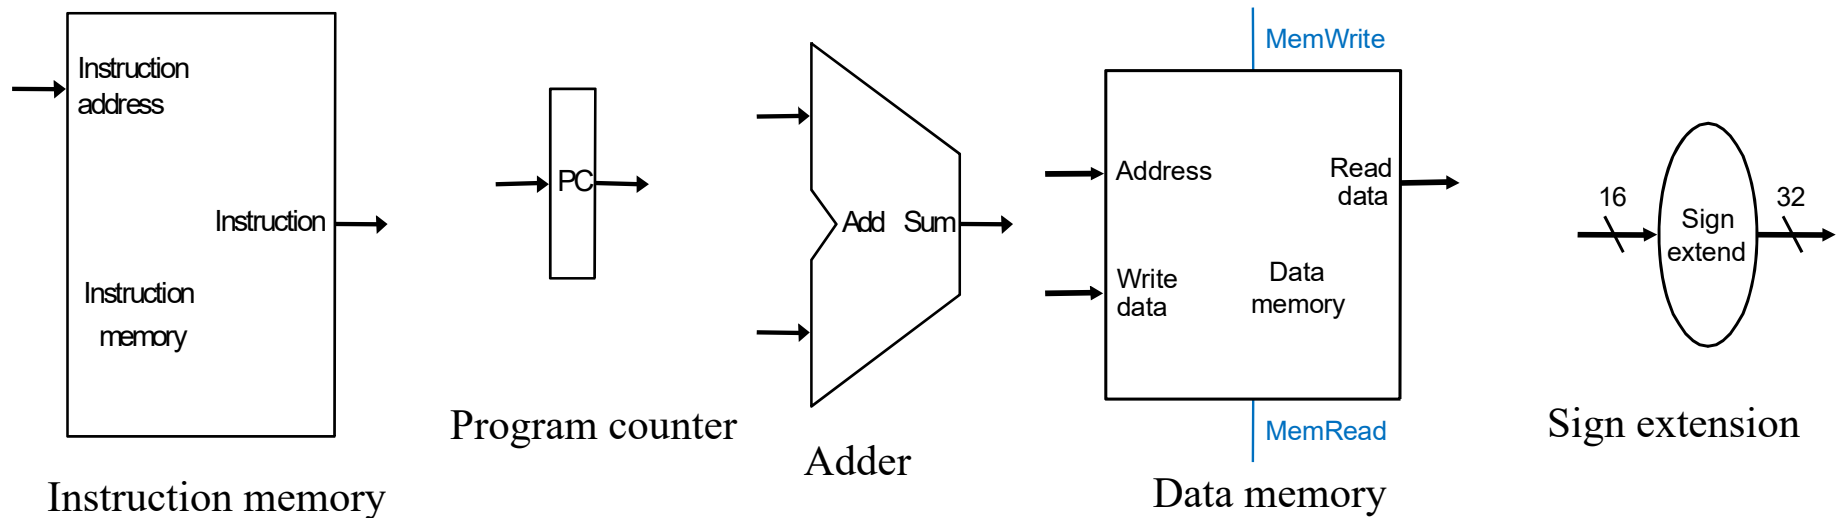 Instruction
address
Instruction
Instruction
memory
Instruction memory
PC
Program counter
Add Sum
Adder
MemWrite
Address
Read
data
Write
data
Data
memory
MemRead
Data memory
16
32
Sign
extend
Sign extension